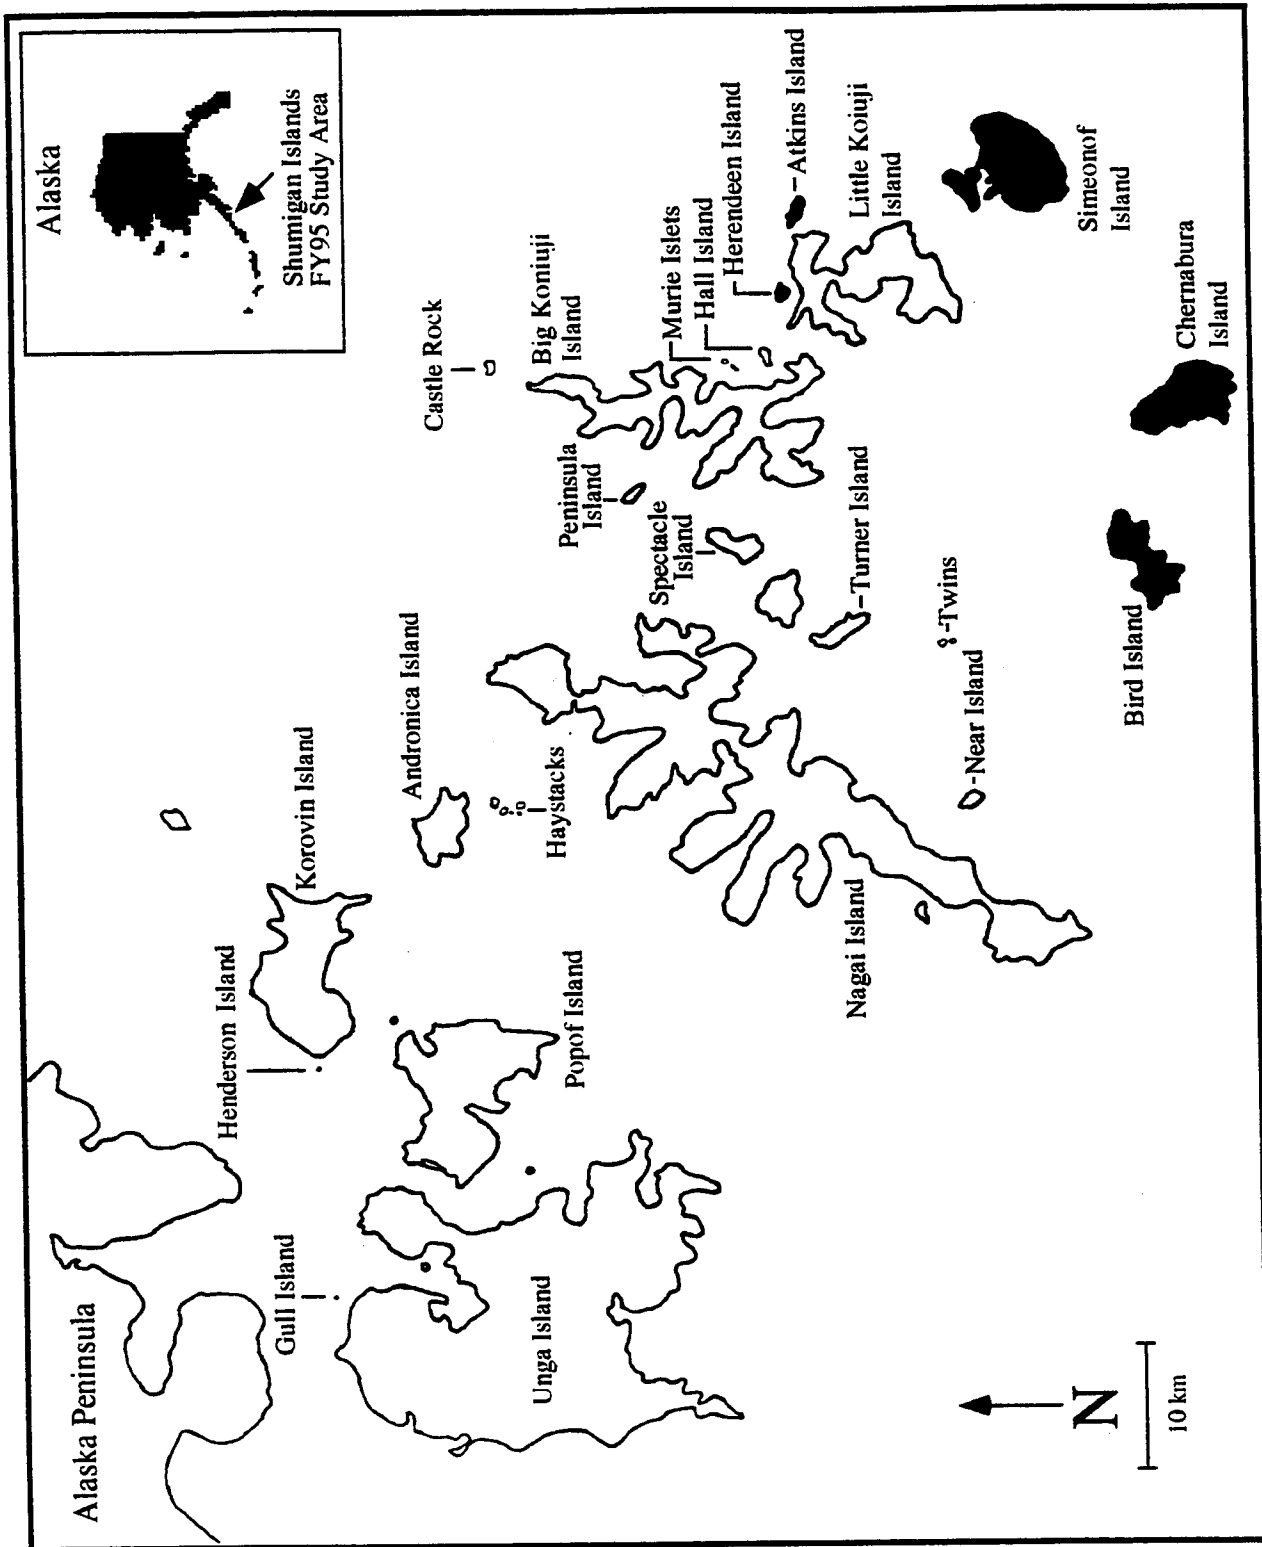 Alaska
Shumigan Islands
FY95 Study Area
Alaska Peninsula
Gull Island
Henderson Island
Korovin Island
Andronica Island
Castle Rock
Big Koniuji
Island
Murie Islets
Hall Island
Herendeen Island
Atkins Island
Little Koiuji
Island
Simeonof
Island
Chernabura
Island
Peninsula
Island
Spectacle
Island
Turner Island
Twins
Near Island
Bird Island
Haystacks
Popof Island
Nagai Island
Unga Island
N
10 km